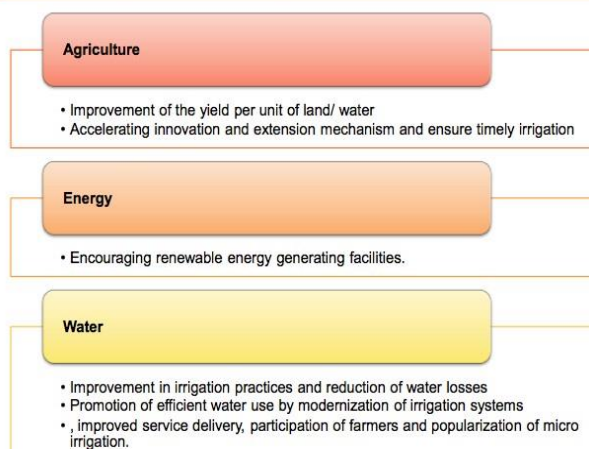 Agriculture
• Improvement of the yield per unit of land/ water
• Accelerating innovation and extension mechanism and ensure timely irrigation
Energy
• Encouraging renewable energy generating facilities.
Water
• Improvement in irrigation practices and reduction of water losses
• Promotion of efficient water use by modernization of irrigation systems
• , improved service delivery, participation of farmers and popularization of micro
irrigation.